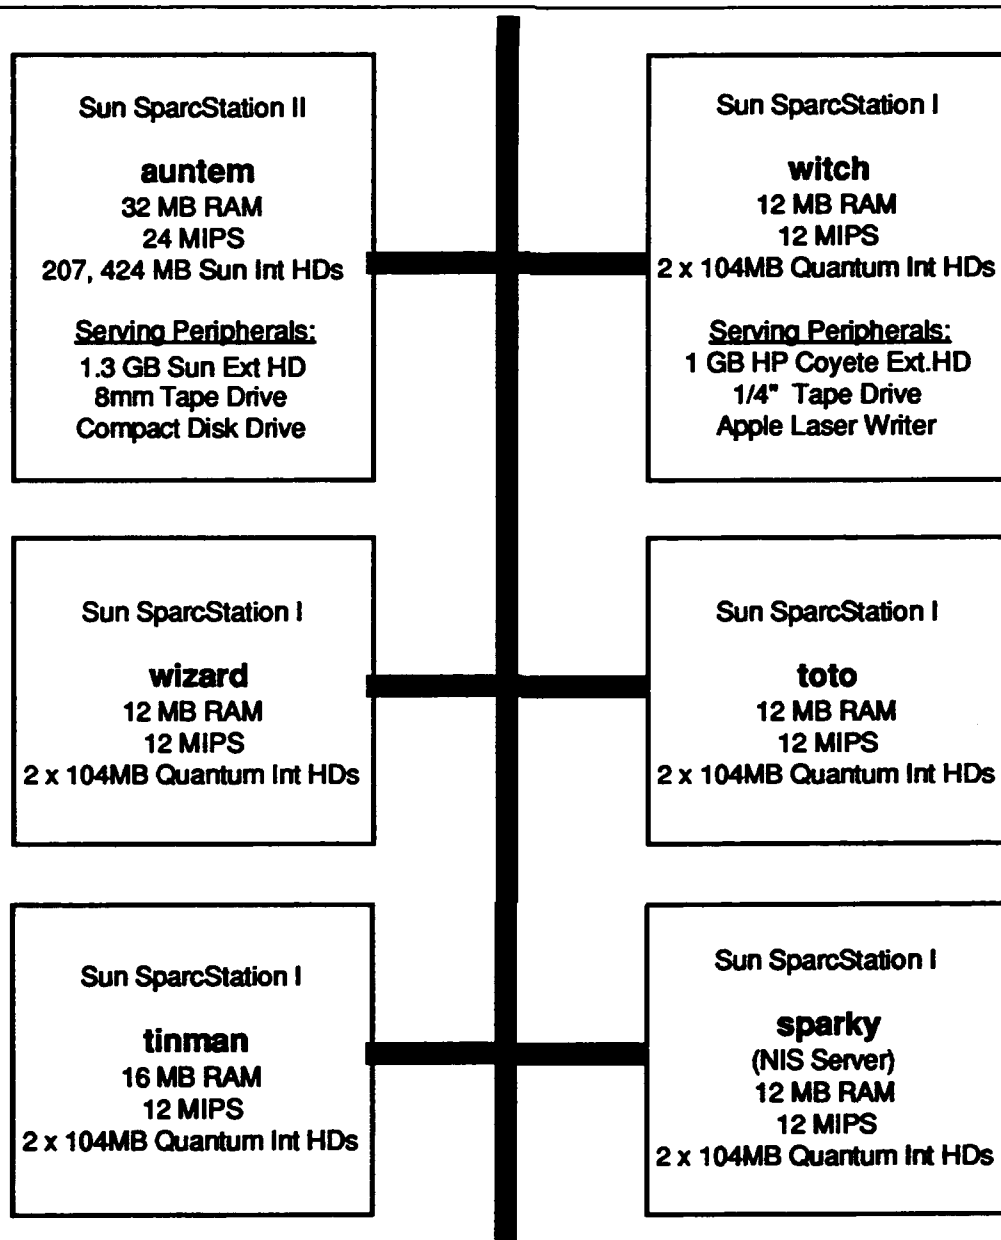 Sun SparcStation II
auntem
32 MB RAM
24 MIPS
207, 424 MB Sun Int HDs
Serving Peripherals:
1.3 GB Sun Ext HD
8mm Tape Drive
Compact Disk Drive
Sun SparcStation I
witch
12 MB RAM
12 MIPS
2 x 104MB Quantum Int HDs
Serving Peripherals:
1 GB HP Coyete Ext.HD
1/4" Tape Drive
Apple Laser Writer
Sun SparcStation I
wizard
12 MB RAM
12 MIPS
2 x 104MB Quantum Int HDs
Sun SparcStation I
toto
12 MB RAM
12 MIPS
2 x 104MB Quantum Int HDs
Sun SparcStation I
tinman
16 MB RAM
12 MIPS
2 x 104MB Quantum Int HDs
Sun SparcStation I
sparky
(NIS Server)
12 MB RAM
12 MIPS
2 x 104MB Quantum Int HDs